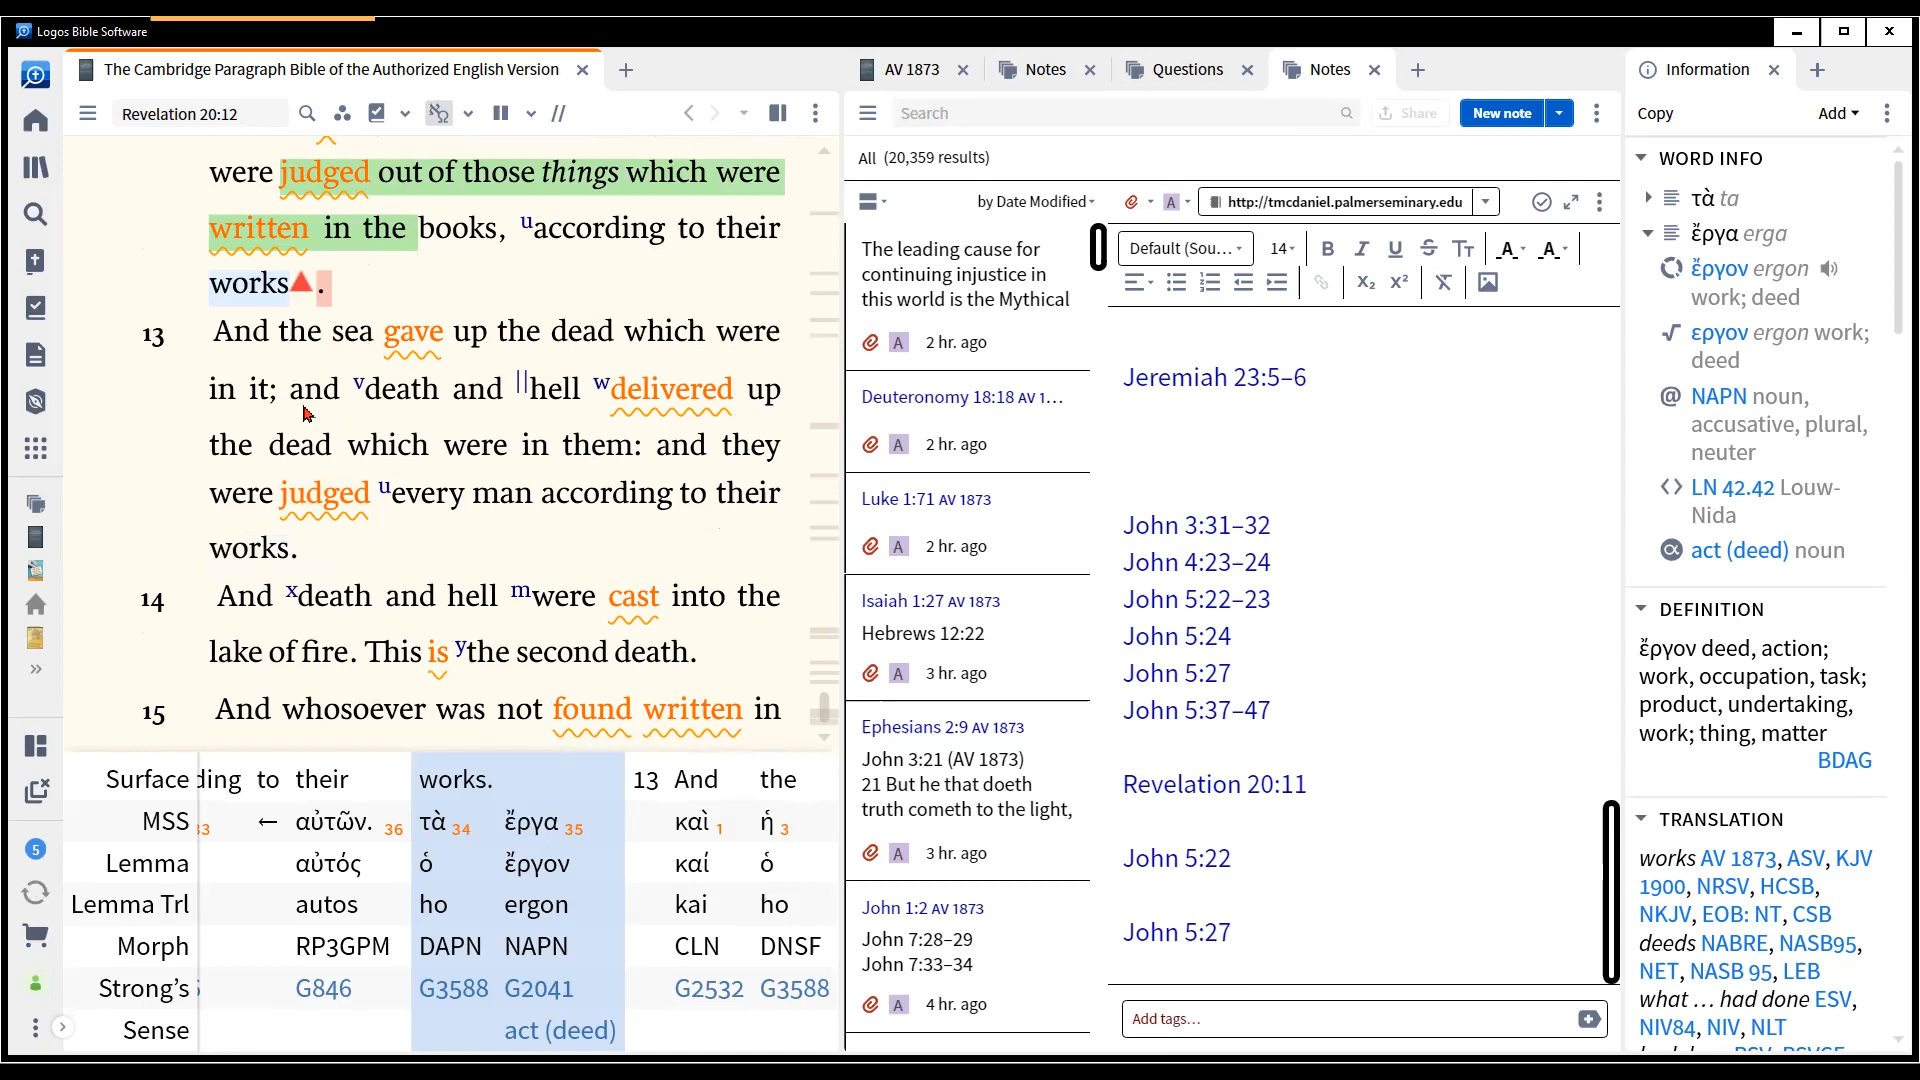 Logos Bible Software
The Cambridge Paragraph Bible of the Authorized English Version
Revelation 20:12
were judged out of those things which were
written in the books, ᵘaccording to their
works.
13 And the sea gave up the dead which were
in it; and ᵛdeath and ||hell ʷdelivered up
the dead which were in them: and they
were judged ᵘevery man according to their
works.
14 And ˣdeath and hell ᵐwere cast into the
lake of fire. This is ʸthe second death.
15 And whosoever was not found written in
Surface ding to their works. 13 And the
MSS 33 ← αὐτῶν. 36 τὰ 34 ἔργα 35 καὶ 1 ἡ 3
Lemma αὐτός ὁ ἔργον καί ὁ
Lemma Trl autos ho ergon kai ho
Morph RP3GPM DAPN NAPN CLN DNSF
Strong's G846 G3588 G2041 G2532 G3588
Sense act (deed)
5
AV 1873
Notes
Questions
Notes
Search
Share
New note
All (20,359 results)
by Date Modified
The leading cause for
continuing injustice in
this world is the Mythical
A 2 hr. ago
Deuteronomy 18:18 AV 1…
A 2 hr. ago
Luke 1:71 AV 1873
A 2 hr. ago
Isaiah 1:27 AV 1873
Hebrews 12:22
A 3 hr. ago
Ephesians 2:9 AV 1873
John 3:21 (AV 1873)
21 But he that doeth
truth cometh to the light,
A 3 hr. ago
John 1:2 AV 1873
John 7:28–29
John 7:33–34
A 4 hr. ago
A http://tmcdaniel.palmerseminary.edu
Default (Sou… 14 B I U S Tт A A
X₂ X²
Jeremiah 23:5–6
John 3:31–32
John 4:23–24
John 5:22–23
John 5:24
John 5:27
John 5:37–47
Revelation 20:11
John 5:22
John 5:27
Add tags…
Information
Copy
Add
WORD INFO
τὰ ta
ἔργα erga
ἔργον ergon
work; deed
εργον ergon work;
deed
@ NAPN noun,
accusative, plural,
neuter
<> LN 42.42 Louw-
Nida
act (deed) noun
DEFINITION
ἔργον deed, action;
work, occupation, task;
product, undertaking,
work; thing, matter
BDAG
TRANSLATION
works AV 1873, ASV, KJV
1900, NRSV, HCSB,
NKJV, EOB: NT, CSB
deeds NABRE, NASB95,
NET, NASB 95, LEB
what … had done ESV,
NIV84, NIV, NLT